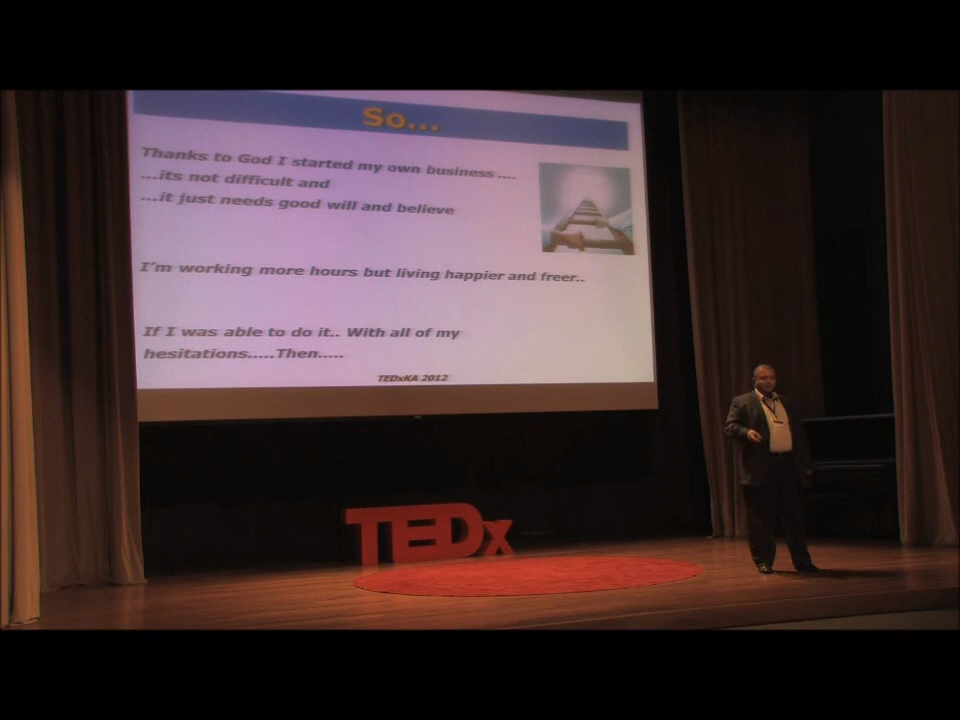 So...
Thanks to God I started my own business ....
...its not difficult and
...it just needs good will and believe
I'm working more hours but living happier and freer..
If I was able to do it.. With all of my
hesitations.....Then.....
TEDxKA 2012
TEDx